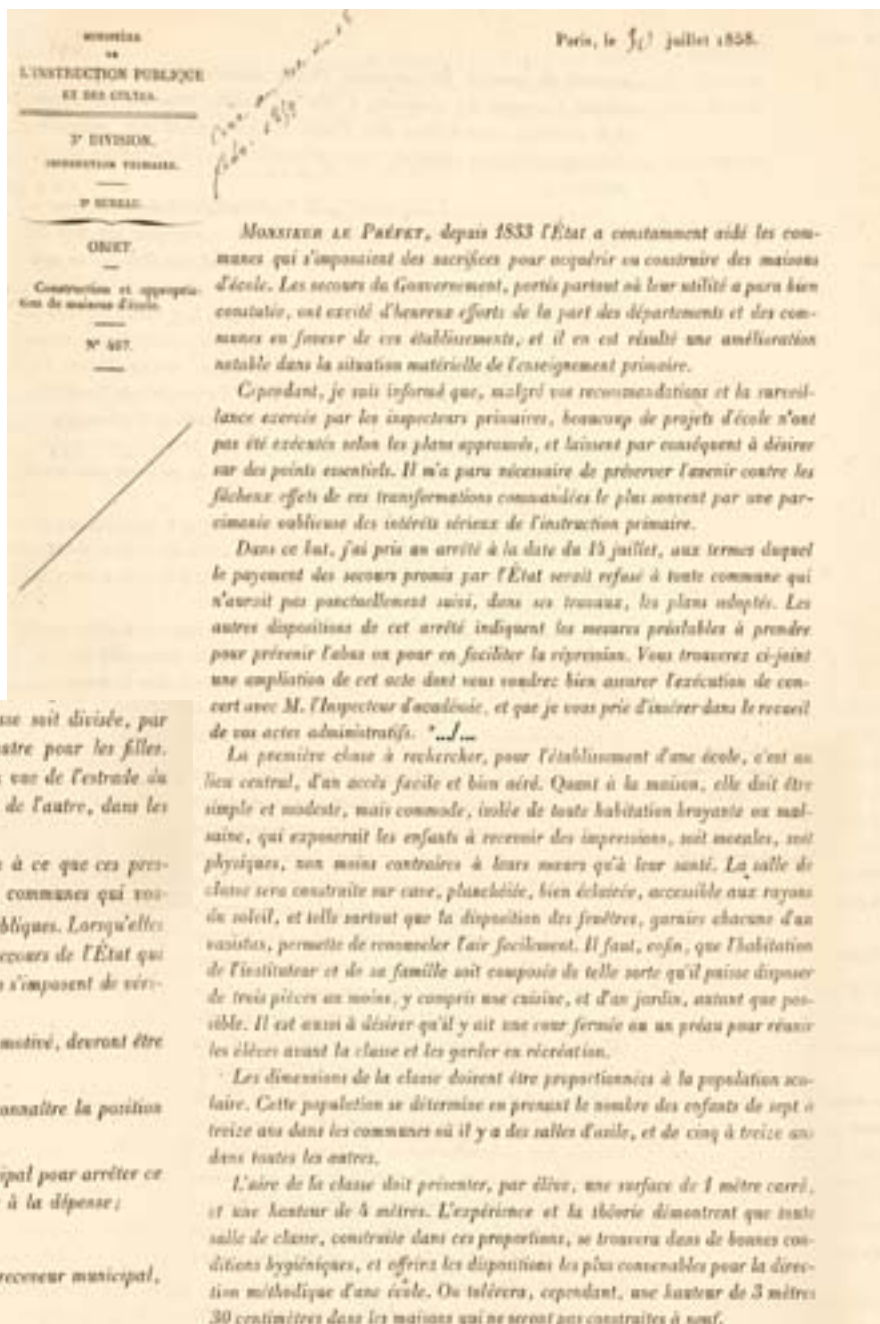 MINISTÈRE
DE
L'INSTRUCTION PUBLIQUE
ET DES CULTES.
3e DIVISION.
INSTRUCTION PRIMAIRE.
BUREAU.
OBJET.
Construction et appropria-
tion de maisons d'école.
N° 407.
Paris, le juillet 1858.
MONSIEUR LE PRÉFET, depuis 1833 l'État a constamment aidé les com-
munes qui s'imposaient des sacrifices pour acquérir ou construire des maisons
d'école. Les secours du Gouvernement, portés partout où leur utilité a paru bien
constatée, ont excité d'heureux efforts de la part des départements et des com-
munes en faveur de ces établissements, et il en est résulté une amélioration
notable dans la situation matérielle de l'enseignement primaire.
Cependant, je suis informé que, malgré vos recommandations et la surveil-
lance exercée par les inspecteurs primaires, beaucoup de projets d'école n'ont
pas été exécutés selon les plans approuvés, et laissent par conséquent à désirer
sur des points essentiels. Il m'a paru nécessaire de préserver l'avenir contre les
fâcheux effets de ces transformations commandées le plus souvent par une par-
cimonie oublieuse des intérêts sérieux de l'instruction primaire.
Dans ce but, j'ai pris un arrêté à la date du 14 juillet, aux termes duquel
le payement des secours promis par l'État serait refusé à toute commune qui
n'aurait pas ponctuellement suivi, dans ses travaux, les plans adoptés. Les
autres dispositions de cet arrêté indiquent les mesures préalables à prendre
pour prévenir l'abus ou pour en faciliter la répression. Vous trouverez ci-joint
une ampliation de cet acte dont vous voudrez bien assurer l'exécution de con-
cert avec M. l'Inspecteur d'académie, et que je vous prie d'insérer dans le recueil
de vos actes administratifs. "../...
La première chose à rechercher, pour l'établissement d'une école, c'est un
lieu central, d'un accès facile et bien aéré. Quant à la maison, elle doit être
simple et modeste, mais commode, isolée de toute habitation bruyante ou mal-
saine, qui exposerait les enfants à recevoir des impressions, soit morales, soit
physiques, non moins contraires à leurs mœurs qu'à leur santé. La salle de
classe sera construite sur cave, planchéiée, bien éclairée, accessible aux rayons
du soleil, et telle surtout que la disposition des fenêtres, garnies chacune d'un
vasistas, permette de renouveler l'air facilement. Il faut, enfin, que l'habitation
de l'instituteur et de sa famille soit composée de telle sorte qu'il puisse disposer
de trois pièces au moins, y compris une cuisine, et d'un jardin, autant que pos-
sible. Il est aussi à désirer qu'il y ait une cour fermée ou un préau pour réunir
les élèves avant la classe et les garder en récréation.
Les dimensions de la classe doivent être proportionnées à la population sco-
laire. Cette population se détermine en prenant le nombre des enfants de sept à
treize ans dans les communes où il y a des salles d'asile, et de cinq à treize ans
dans toutes les autres.
L'aire de la classe doit présenter, par élève, une surface de 1 mètre carré,
et une hauteur de 4 mètres. L'expérience et la théorie démontrent que toute
salle de classe, construite dans ces proportions, se trouvera dans de bonnes con-
ditions hygiéniques, et offrira les dispositions les plus convenables pour la direc-
tion méthodique d'une école. On tolérera, cependant, une hauteur de 3 mètres
30 centimètres dans les maisons qui ne seront pas construites à neuf.
sse soit divisée, par
autre pour les filles.
vue de l'estrade du
de l'autre, dans les
à ce que ces pres-
communes qui vou-
bliques. Lorsqu'elles
ecours de l'État qui
s'imposent de véri-
motivé, devront être
onnaître la position
ipal pour arrêter ce
à la dépense;
receveur municipal,